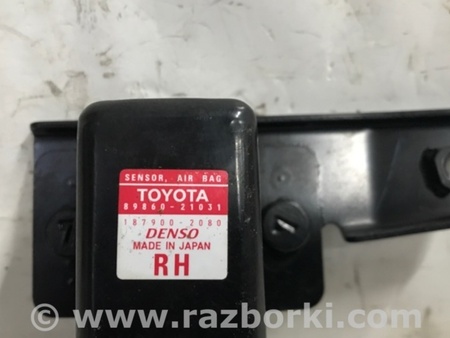 SENSOR, AIR BAG
TOYOTA
89860-21031
187900-2080
DENSO
MADE IN JAPAN
RH
www.razborki.com